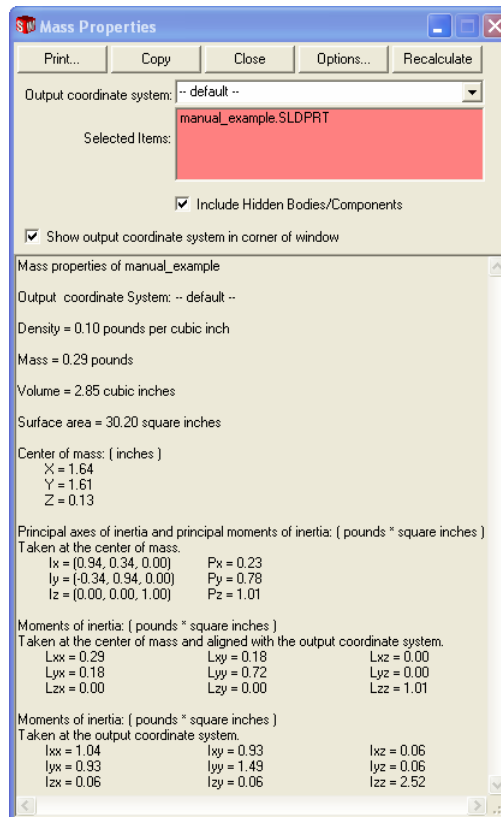 Mass Properties
Print... Copy Close Options... Recalculate
Output coordinate system: -- default --
Selected Items: manual_example.SLDPRT
Include Hidden Bodies/Components
Show output coordinate system in corner of window
Mass properties of manual_example
Output coordinate System: -- default --
Density = 0.10 pounds per cubic inch
Mass = 0.29 pounds
Volume = 2.85 cubic inches
Surface area = 30.20 square inches
Center of mass: ( inches )
X = 1.64
Y = 1.61
Z = 0.13
Principal axes of inertia and principal moments of inertia: ( pounds * square inches )
Taken at the center of mass.
Ix = (0.94, 0.34, 0.00) Px = 0.23
Iy = (-0.34, 0.94, 0.00) Py = 0.78
Iz = (0.00, 0.00, 1.00) Pz = 1.01
Moments of inertia: ( pounds * square inches )
Taken at the center of mass and aligned with the output coordinate system.
Lxx = 0.29 Lxy = 0.18 Lxz = 0.00
Lyx = 0.18 Lyy = 0.72 Lyz = 0.00
Lzx = 0.00 Lzy = 0.00 Lzz = 1.01
Moments of inertia: ( pounds * square inches )
Taken at the output coordinate system.
Ixx = 1.04 Ixy = 0.93 Ixz = 0.06
Iyx = 0.93 Iyy = 1.49 Iyz = 0.06
Izx = 0.06 Izy = 0.06 Izz = 2.52